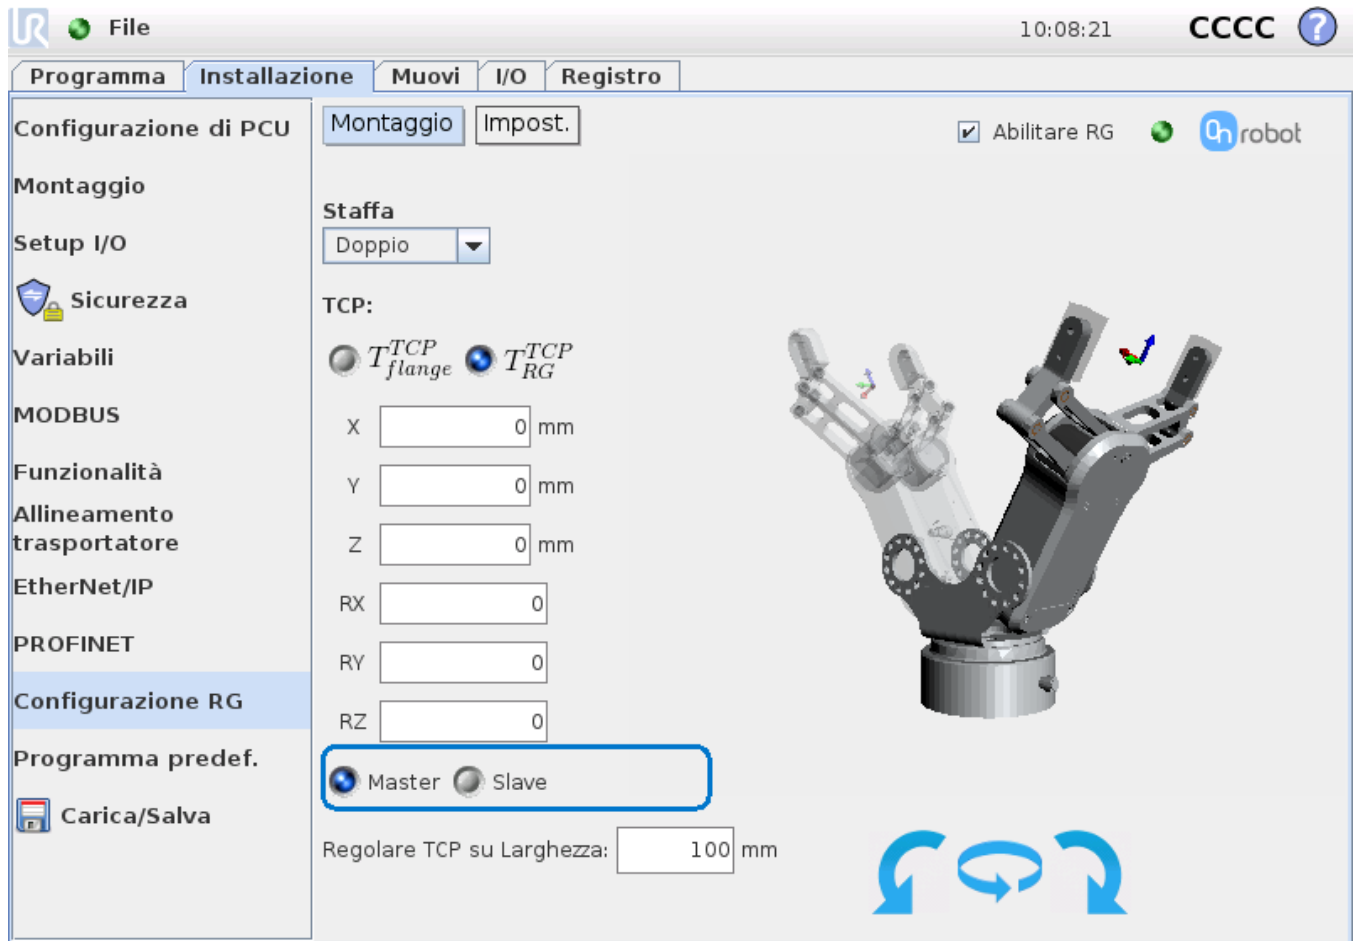 UR File 10:08:21 CCCC ?
Programma Installazione Muovi I/O Registro
Configurazione di PCU
Montaggio
Setup I/O
Sicurezza
Variabili
MODBUS
Funzionalità
Allineamento
trasportatore
EtherNet/IP
PROFINET
Configurazione RG
Programma predef.
Carica/Salva
Montaggio Impost.
Abilitare RG On robot
Staffa
Doppio
TCP:
T TCP flange T TCP RG
X 0 mm
Y 0 mm
Z 0 mm
RX 0
RY 0
RZ 0
Master Slave
Regolare TCP su Larghezza: 100 mm